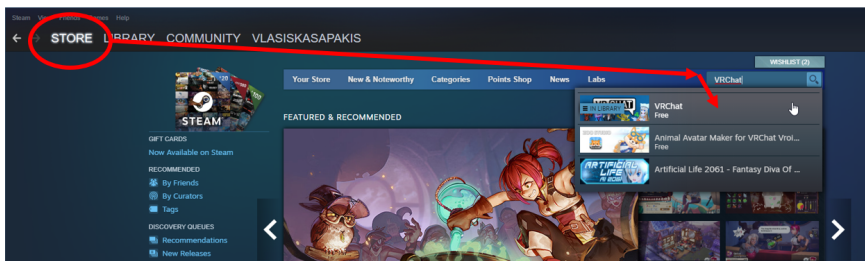 Steam View Friends Games Help
STORE LIBRARY COMMUNITY VLASISKASAPAKIS
WISHLIST (2)
Your Store New & Noteworthy Categories Points Shop News Labs VRChat
STEAM
FEATURED & RECOMMENDED
IN LIBRARY
VRChat
Free
Animal Avatar Maker for VRChat Vroi...
Free
ARTIFICIAL
LIFE
Artificial Life 2061 - Fantasy Diva Of ...
GIFT CARDS
Now Available on Steam
RECOMMENDED
By Friends
By Curators
Tags
DISCOVERY QUEUES
Recommendations
New Releases